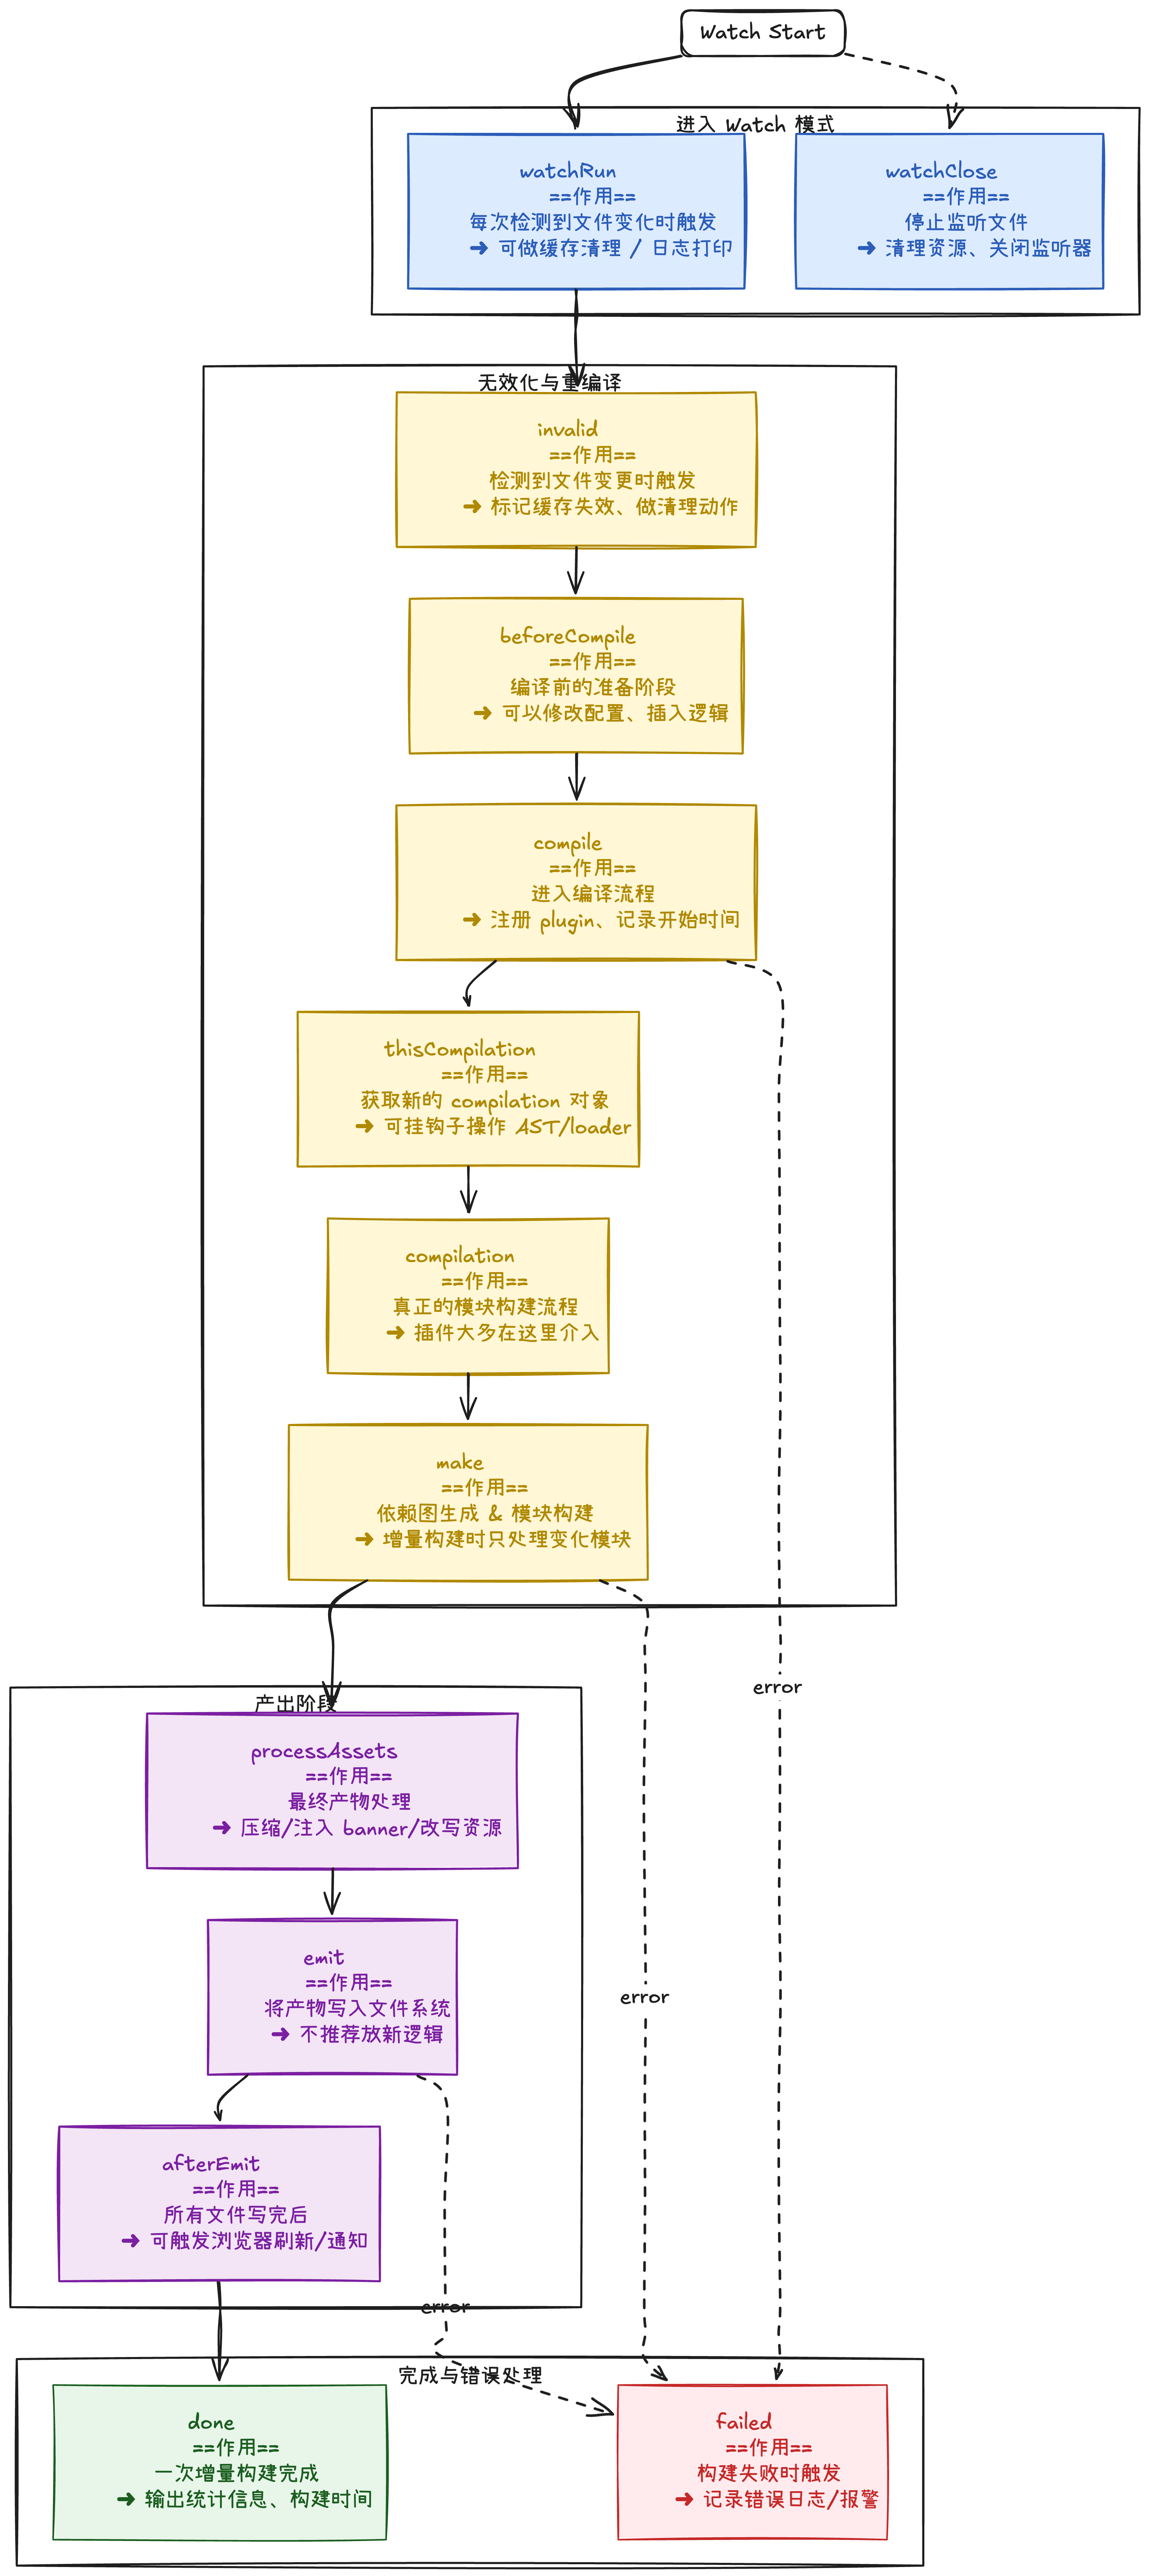 Watch Start
进入 Watch 模式
watchRun
==作用==
每次检测到文件变化时触发
➜ 可做缓存清理 / 日志打印
watchClose
==作用==
停止监听文件
➜ 清理资源、关闭监听器
无效化与重编译
invalid
==作用==
检测到文件变更时触发
➜ 标记缓存失效、做清理动作
beforeCompile
==作用==
编译前的准备阶段
➜ 可以修改配置、插入逻辑
compile
==作用==
进入编译流程
➜ 注册 plugin、记录开始时间
thisCompilation
==作用==
获取新的 compilation 对象
➜ 可挂钩子操作 AST/loader
compilation
==作用==
真正的模块构建流程
➜ 插件大多在这里介入
make
==作用==
依赖图生成 & 模块构建
➜ 增量构建时只处理变化模块
error
产出阶段
processAssets
==作用==
最终产物处理
➜ 压缩/注入 banner/改写资源
emit
==作用==
将产物写入文件系统
➜ 不推荐放新逻辑
error
afterEmit
==作用==
所有文件写完后
➜ 可触发浏览器刷新/通知
error
完成与错误处理
done
==作用==
一次增量构建完成
➜ 输出统计信息、构建时间
failed
==作用==
构建失败时触发
➜ 记录错误日志/报警